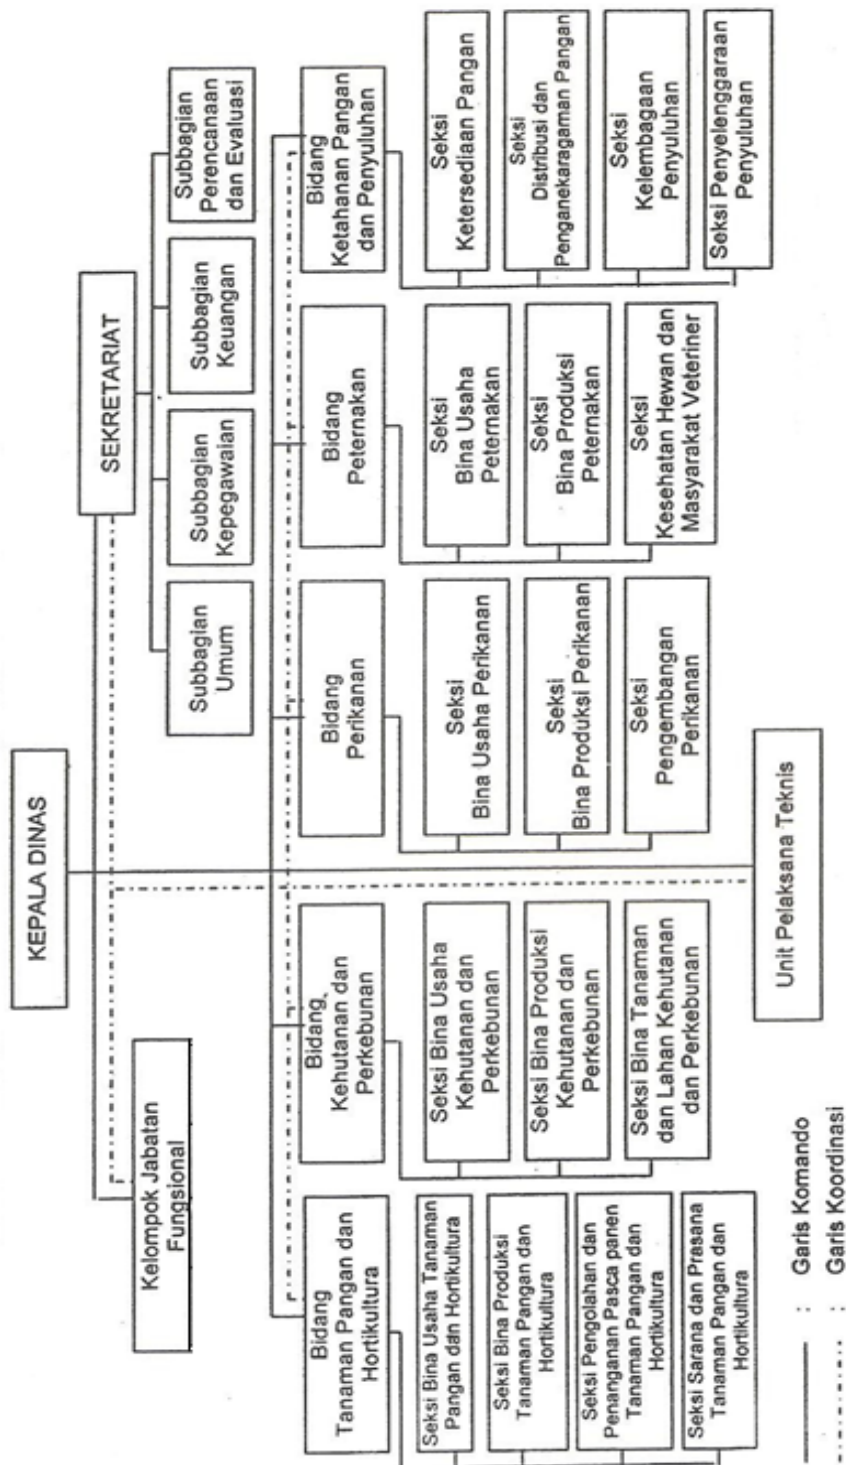 KEPALA DINAS
Kelompok Jabatan
Fungsional
SEKRETARIAT
Subbagian
Umum
Subbagian
Kepegawaian
Subbagian
Keuangan
Subbagian
Perencanaan
dan Evaluasi
Bidang
Tanaman Pangan dan
Hortikultura
Seksi Bina Usaha Tanaman
Pangan dan Hortikultura
Seksi Bina Produksi
Tanaman Pangan dan
Hortikultura
Seksi Pengolahan dan
Penanganan Pasca panen
Tanaman Pangan dan
Hortikultura
Seksi Sarana dan Prasana
Tanaman Pangan dan
Hortikultura
Bidang
Kehutanan dan
Perkebunan
Seksi Bina Usaha
Kehutanan dan
Perkebunan
Seksi Bina Produksi
Kehutanan dan
Perkebunan
Seksi Bina Tanaman
dan Lahan Kehutanan
dan Perkebunan
Bidang
Perikanan
Seksi
Bina Usaha Perikanan
Seksi
Bina Produksi Perikanan
Seksi
Pengembangan
Perikanan
Bidang
Peternakan
Seksi
Bina Usaha
Peternakan
Seksi
Bina Produksi
Peternakan
Seksi
Kesehatan Hewan dan
Masyarakat Veteriner
Bidang
Ketahanan Pangan
dan Penyuluhan
Seksi
Ketersediaan Pangan
Seksi
Distribusi dan
Penganekaragaman Pangan
Seksi
Kelembagaan
Penyuluhan
Seksi Penyelenggaraan
Penyuluhan
Unit Pelaksana Teknis
: Garis Komando
: Garis Koordinasi